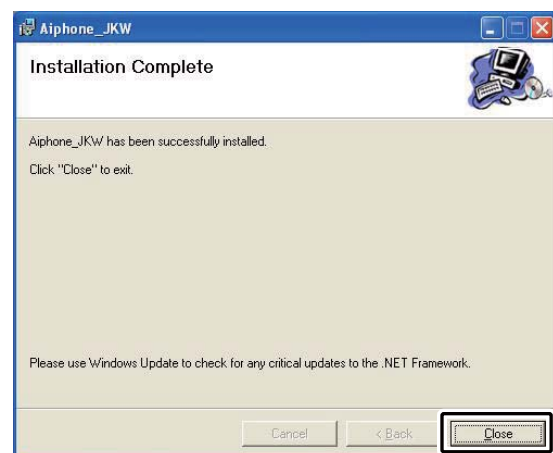 Aiphone_JKW
Installation Complete
Aiphone_JKW has been successfully installed.
Click "Close" to exit.
Please use Windows Update to check for any critical updates to the .NET Framework.
Cancel
< Back
Close